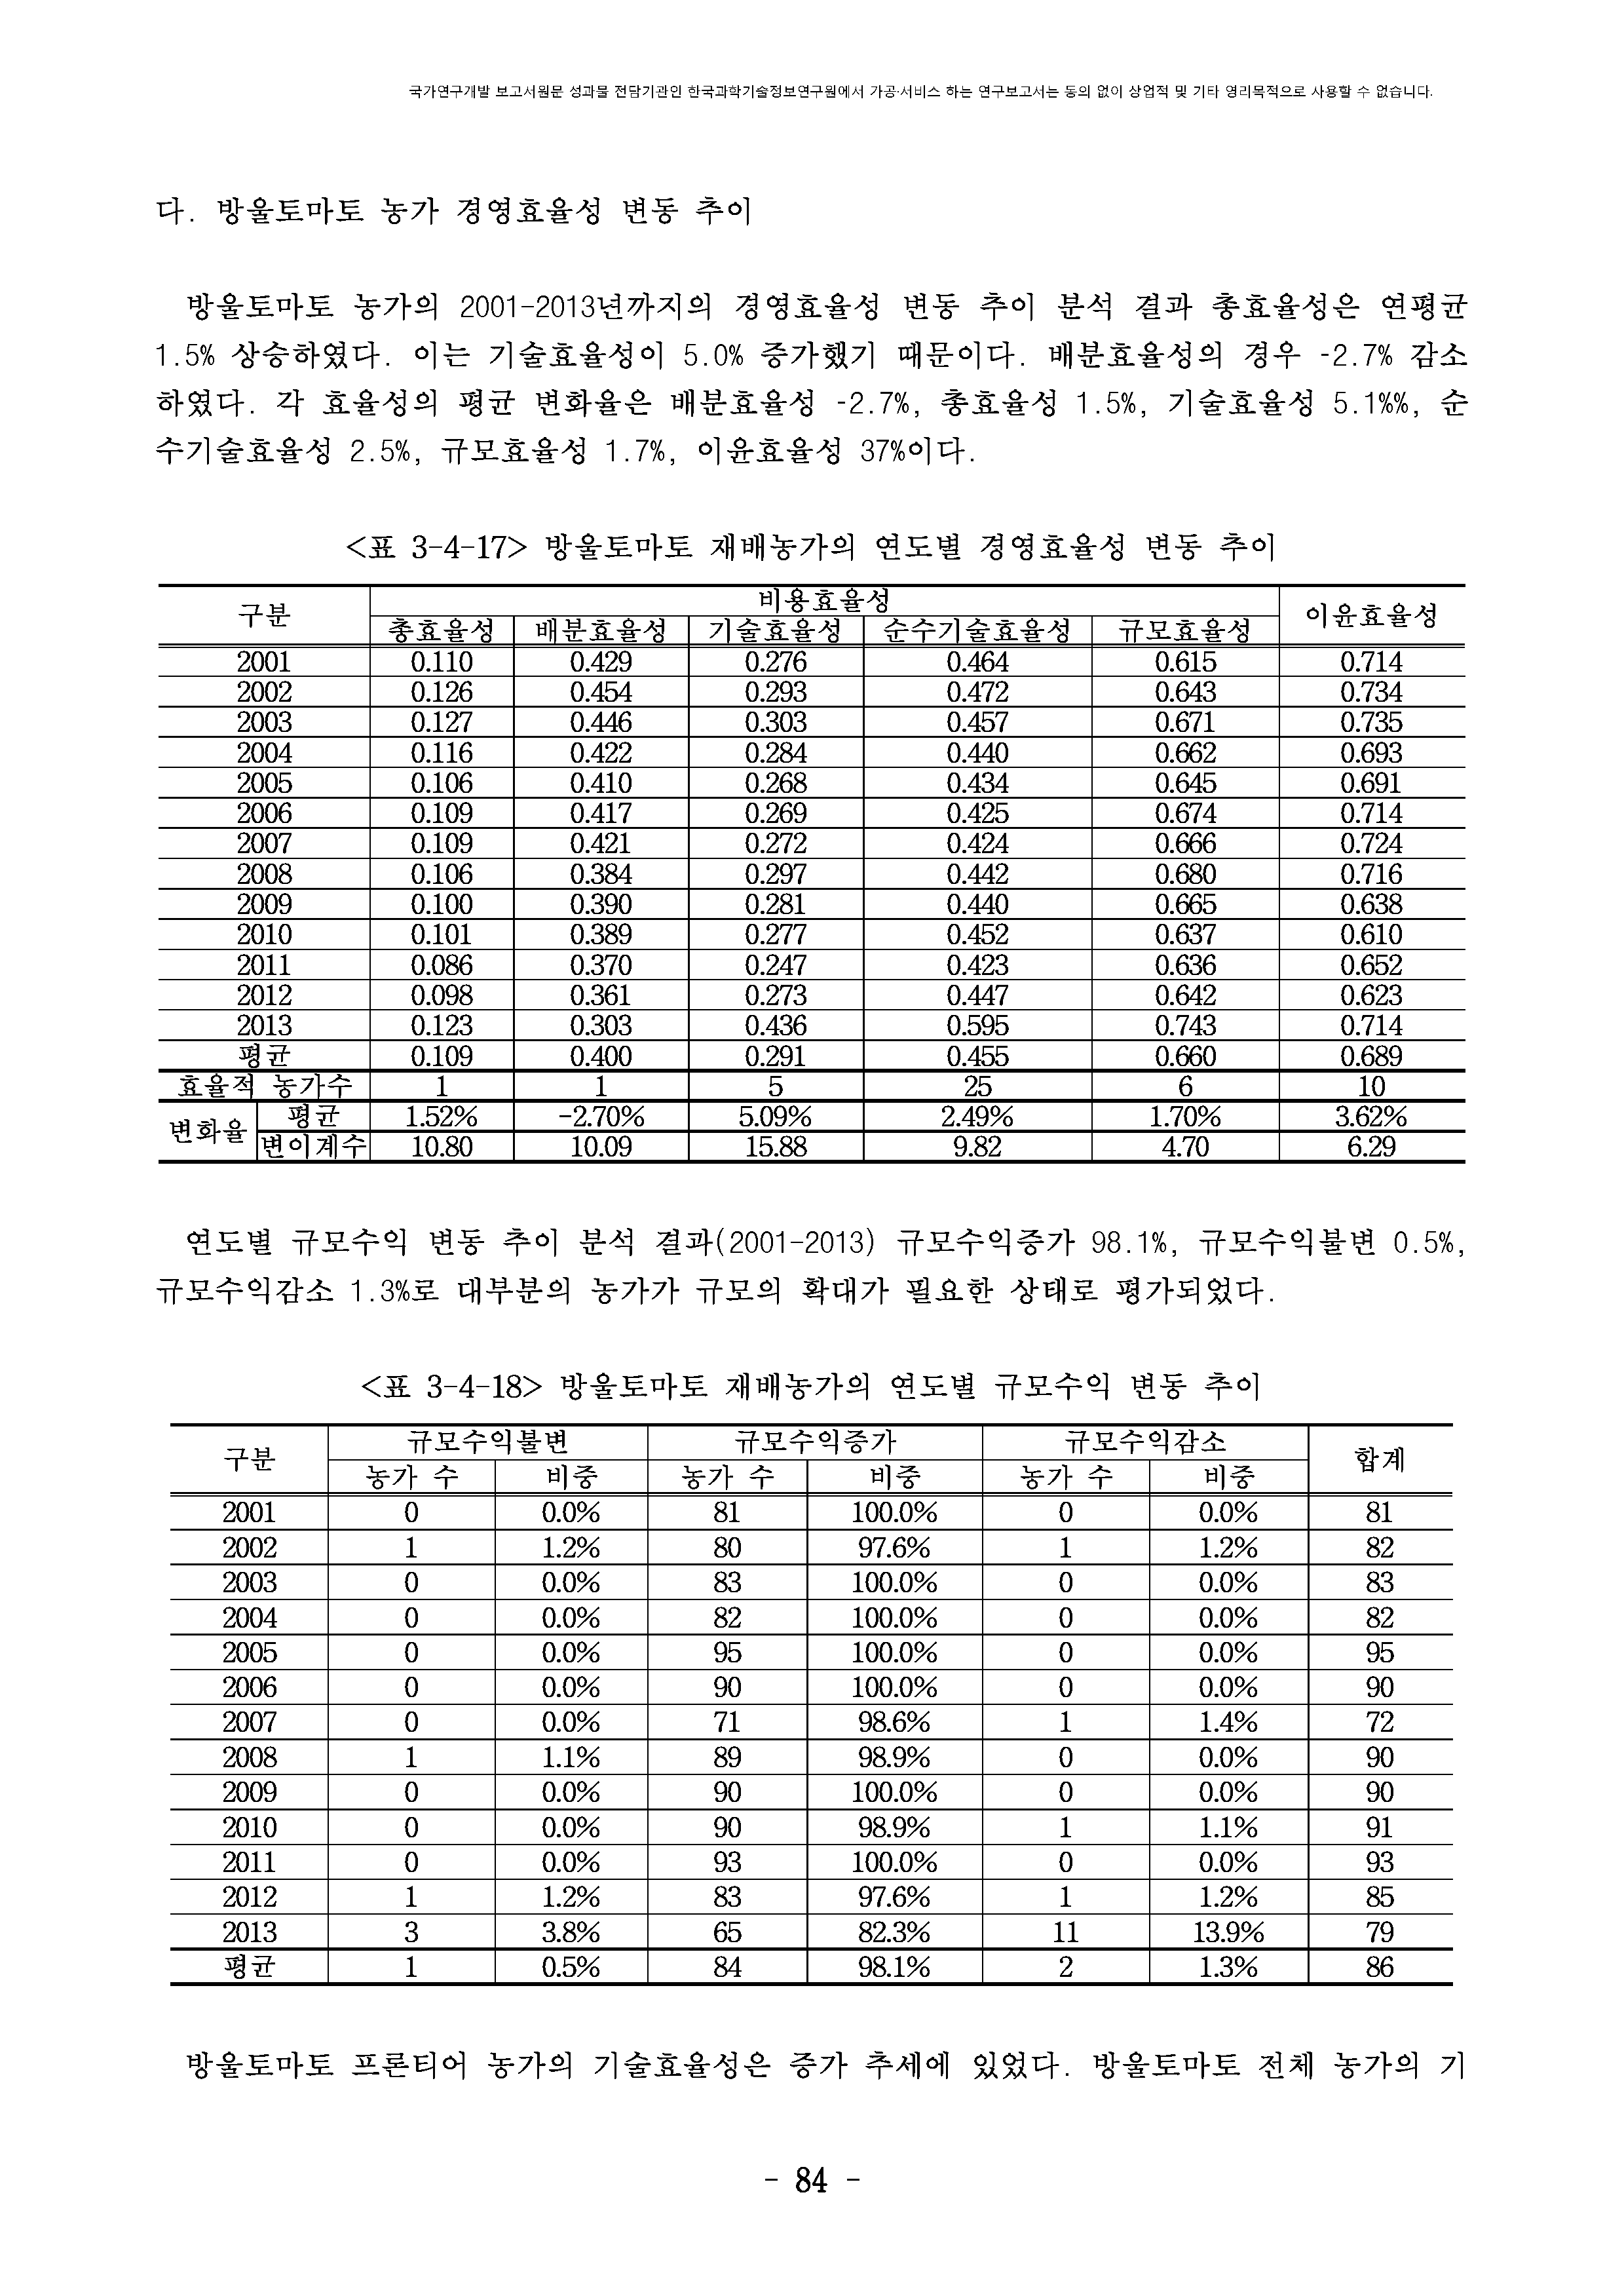 국가연구개발 보고서원문 성과물 전담기관인 한국과학기술정보연구원에서 가공·서비스 하는 연구보고서는 동의 없이 상업적 및 기타 영리목적으로 사용할 수 없습니다.
다. 방울토마토 농가 경영효율성 변동 추이
방울토마토 농가의 2001-2013년까지의 경영효율성 변동 추이 분석 결과 총효율성은 연평균
1.5% 상승하였다. 이는 기술효율성이 5.0% 증가했기 때문이다. 배분효율성의 경우 -2.7% 감소
하였다. 각 효율성의 평균 변화율은 배분효율성 -2.7%, 총효율성 1.5%, 기술효율성 5.1%%, 순
수기술효율성 2.5%, 규모효율성 1.7%, 이윤효율성 37%이다.
<표 3-4-17> 방울토마토 재배농가의 연도별 경영효율성 변동 추이
구분 비용효율성 이윤효율성
총효율성 배분효율성 기술효율성 순수기술효율성 규모효율성
2001 0.110 0.429 0.276 0.464 0.615 0.714
2002 0.126 0.454 0.293 0.472 0.643 0.734
2003 0.127 0.446 0.303 0.457 0.671 0.735
2004 0.116 0.422 0.284 0.440 0.662 0.693
2005 0.106 0.410 0.268 0.434 0.645 0.691
2006 0.109 0.417 0.269 0.425 0.674 0.714
2007 0.109 0.421 0.272 0.424 0.666 0.724
2008 0.106 0.384 0.297 0.442 0.680 0.716
2009 0.100 0.390 0.281 0.440 0.665 0.638
2010 0.101 0.389 0.277 0.452 0.637 0.610
2011 0.086 0.370 0.247 0.423 0.636 0.652
2012 0.098 0.361 0.273 0.447 0.642 0.623
2013 0.123 0.303 0.436 0.595 0.743 0.714
평균 0.109 0.400 0.291 0.455 0.660 0.689
효율적 농가수 1 1 5 25 6 10
변화율 평균 1.52% -2.70% 5.09% 2.49% 1.70% 3.62%
변이계수 10.80 10.09 15.88 9.82 4.70 6.29
연도별 규모수익 변동 추이 분석 결과(2001-2013) 규모수익증가 98.1%, 규모수익불변 0.5%,
규모수익감소 1.3%로 대부분의 농가가 규모의 확대가 필요한 상태로 평가되었다.
<표 3-4-18> 방울토마토 재배농가의 연도별 규모수익 변동 추이
구분 규모수익불변 규모수익증가 규모수익감소 합계
농가 수 비중 농가 수 비중 농가 수 비중
2001 0 0.0% 81 100.0% 0 0.0% 81
2002 1 1.2% 80 97.6% 1 1.2% 82
2003 0 0.0% 83 100.0% 0 0.0% 83
2004 0 0.0% 82 100.0% 0 0.0% 82
2005 0 0.0% 95 100.0% 0 0.0% 95
2006 0 0.0% 90 100.0% 0 0.0% 90
2007 0 0.0% 71 98.6% 1 1.4% 72
2008 1 1.1% 89 98.9% 0 0.0% 90
2009 0 0.0% 90 100.0% 0 0.0% 90
2010 0 0.0% 90 98.9% 1 1.1% 91
2011 0 0.0% 93 100.0% 0 0.0% 93
2012 1 1.2% 83 97.6% 1 1.2% 85
2013 3 3.8% 65 82.3% 11 13.9% 79
평균 1 0.5% 84 98.1% 2 1.3% 86
방울토마토 프론티어 농가의 기술효율성은 증가 추세에 있었다. 방울토마토 전체 농가의 기
- 84 -